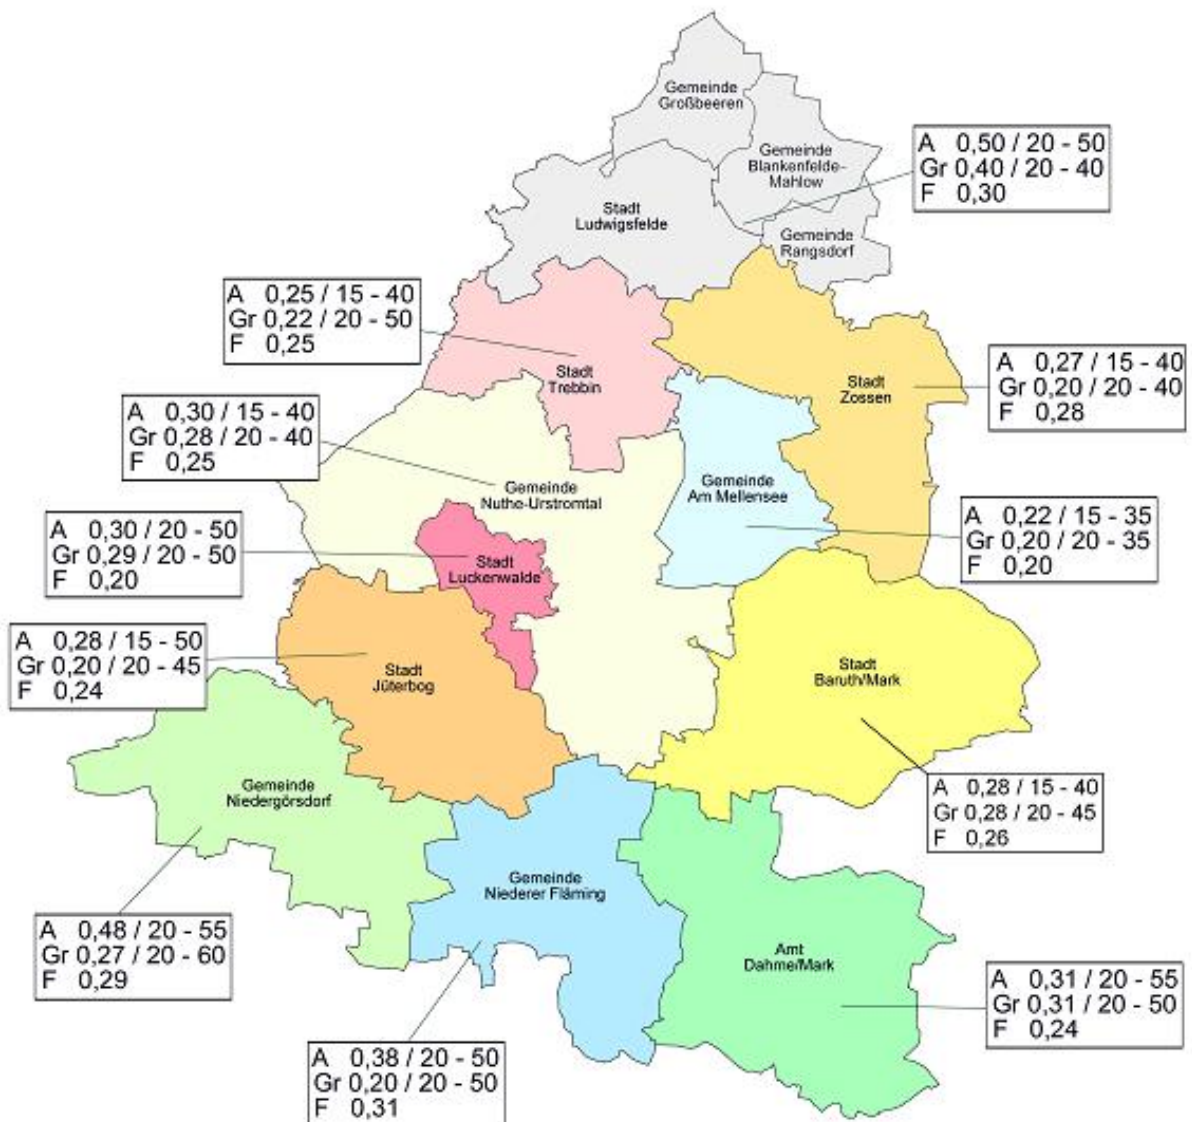 Gemeinde
Großbeeren
Gemeinde
Blankenfelde-
Mahlow
A 0,50 / 20 - 50
Gr 0,40 / 20 - 40
F 0,30
Stadt
Ludwigsfelde
Gemeinde
Rangsdorf
A 0,25 / 15 - 40
Gr 0,22 / 20 - 50
F 0,25
Stadt
Trebbin
Stadt
Zossen
A 0,27 / 15 - 40
Gr 0,20 / 20 - 40
F 0,28
A 0,30 / 15 - 40
Gr 0,28 / 20 - 40
F 0,25
Gemeinde
Nuthe-Urstromtal
Gemeinde
Am Mellensee
A 0,22 / 15 - 35
Gr 0,20 / 20 - 35
F 0,20
A 0,30 / 20 - 50
Gr 0,29 / 20 - 50
F 0,20
Stadt
Luckenwalde
A 0,28 / 15 - 50
Gr 0,20 / 20 - 45
F 0,24
Stadt
Jüterbog
Stadt
Baruth/Mark
Gemeinde
Niedergörsdorf
A 0,28 / 15 - 40
Gr 0,28 / 20 - 45
F 0,26
Gemeinde
Niederer Fläming
A 0,48 / 20 - 55
Gr 0,27 / 20 - 60
F 0,29
Amt
Dahme/Mark
A 0,31 / 20 - 55
Gr 0,31 / 20 - 50
F 0,24
A 0,38 / 20 - 50
Gr 0,20 / 20 - 50
F 0,31